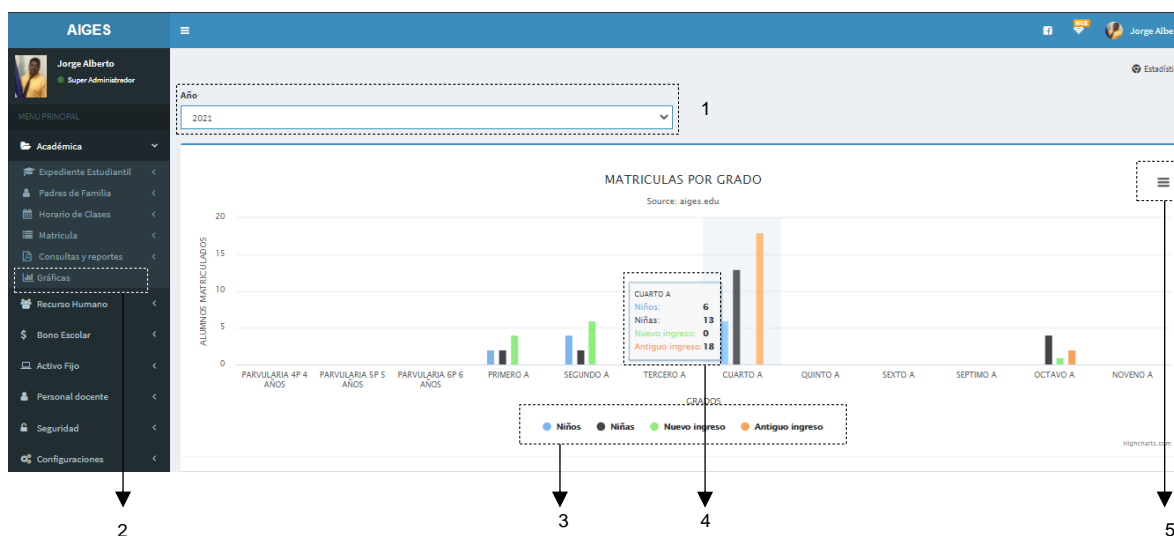 AIGES
WEB
Jorge Albe
Jorge Alberto
Super Administrador
Estadísti
MENU PRINCIPAL
Académica
Expediente Estudiantil
Padres de Familia
Horario de Clases
Matricula
Consultas y reportes
Gráficas
Recurso Humano
$ Bono Escolar
Activo Fijo
Personal docente
Seguridad
Configuraciones
Año
2021
1
MATRICULAS POR GRADO
Source: aiges.edu
ALUMNOS MATRICULADOS
20
15
10
5
0
CUARTO A
Niños: 6
Niñas: 13
Nuevo ingreso: 0
Antiguo ingreso: 18
PARVULARIA 4P 4 AÑOS
PARVULARIA 5P 5 AÑOS
PARVULARIA 6P 6 AÑOS
PRIMERO A
SEGUNDO A
TERCERO A
CUARTO A
QUINTO A
SEXTO A
SEPTIMO A
OCTAVO A
NOVENO A
GRADOS
Niños Niñas Nuevo ingreso Antiguo ingreso
Highcharts.com
2
3
4
5